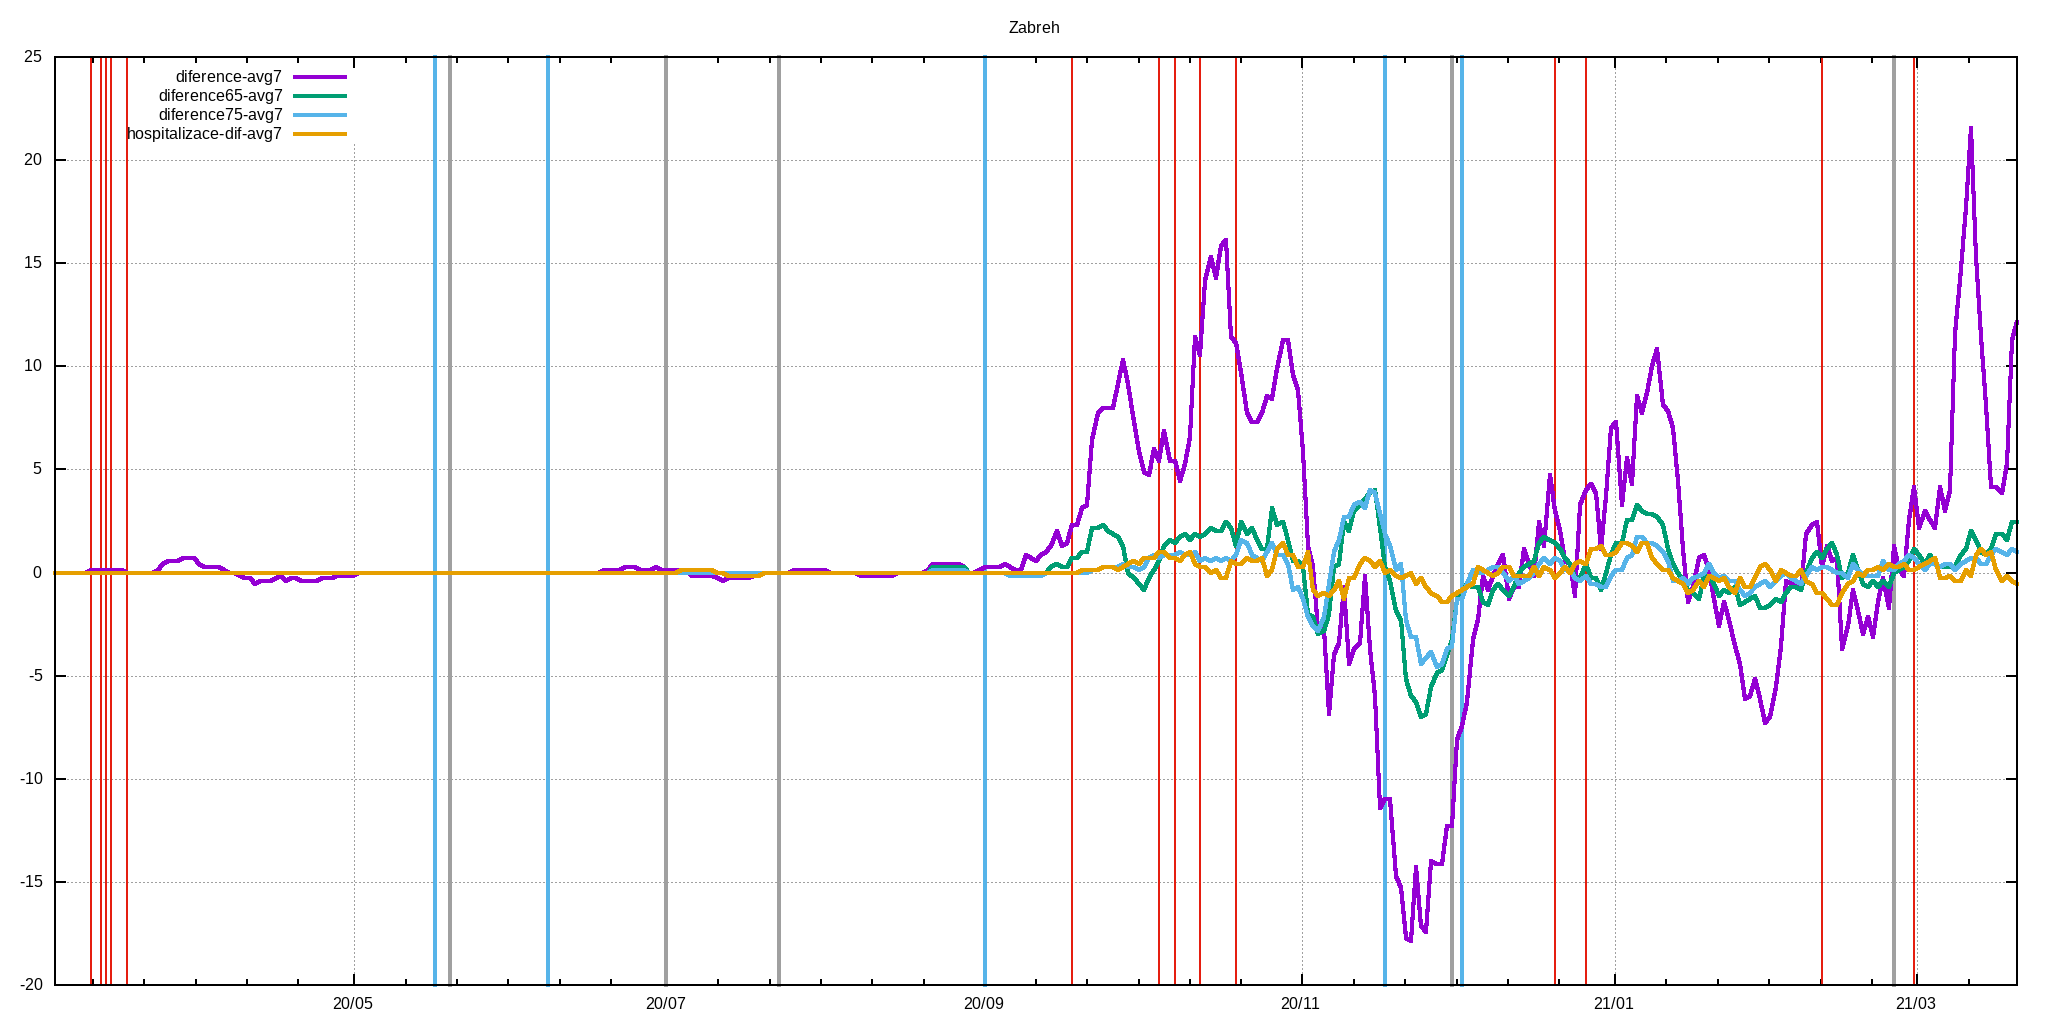 Zabreh
25
diference-avg7
diference65-avg7
diference75-avg7
hospitalizace-dif-avg7
20
15
10
5
0
-5
-10
-15
-20
20/05 20/07 20/09 20/11 21/01 21/03